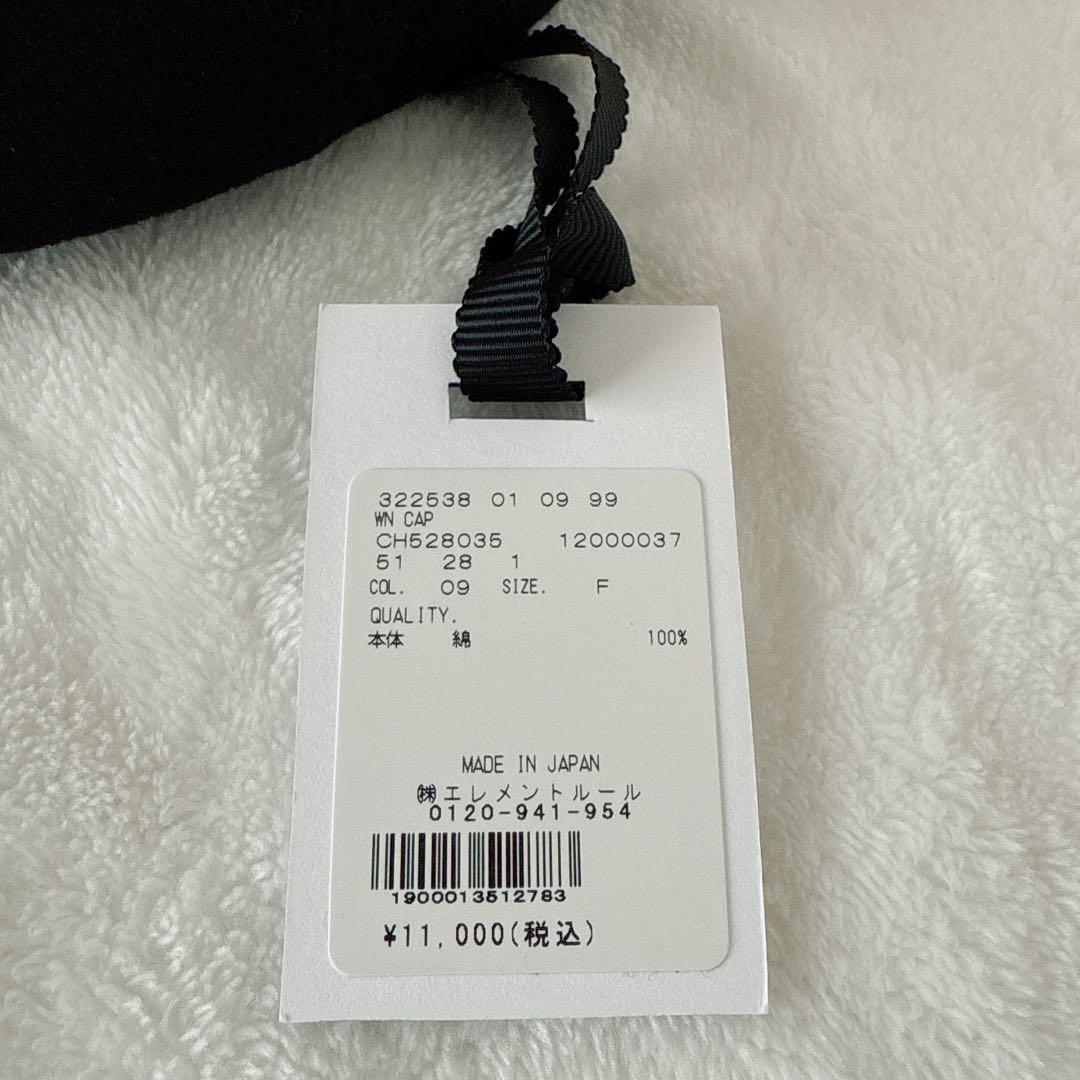 322538 01 09 99
WN CAP
CH528035 12000037
51 28 1
COL. 09 SIZE. F
QUALITY.
本体 綿 100%
MADE IN JAPAN
㈱エレメントルール
0120-941-954
1900013512783
¥11,000(税込)